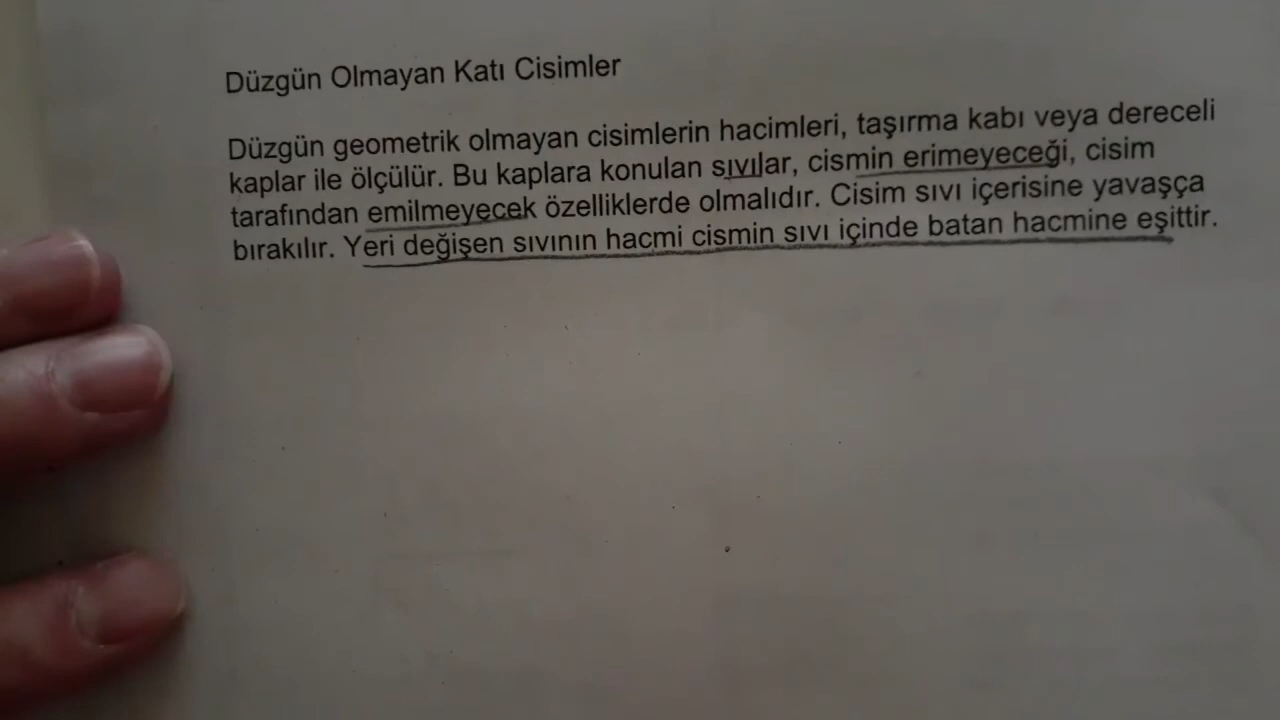 Düzgün Olmayan Katı Cisimler
Düzgün geometrik olmayan cisimlerin hacimleri, taşırma kabı veya dereceli
kaplar ile ölçülür. Bu kaplara konulan sıvılar, cismin erimeyeceği, cisim
tarafından emilmeyecek özelliklerde olmalıdır. Cisim sıvı içerisine yavaşça
bırakılır. Yeri değişen sıvının hacmi cismin sıvı içinde batan hacmine eşittir.